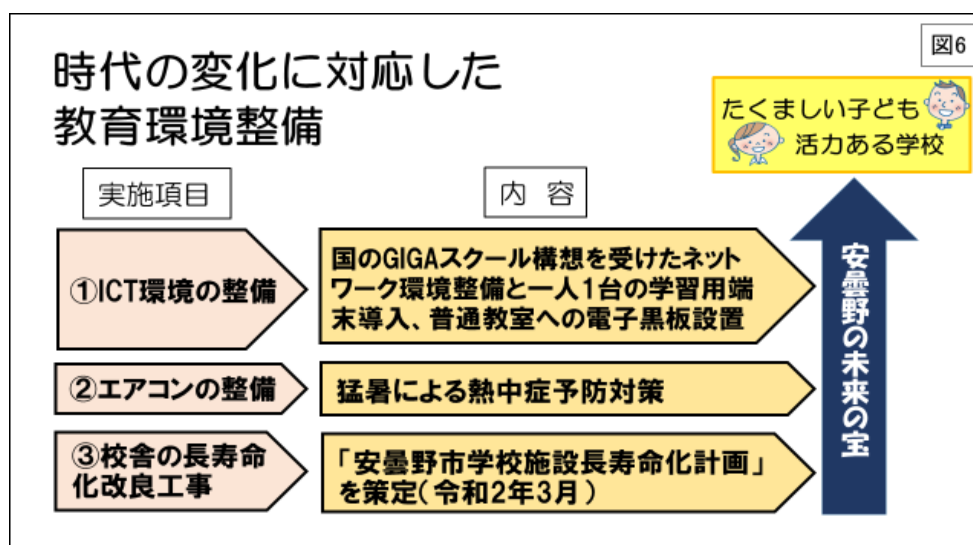 図6
時代の変化に対応した
教育環境整備
たくましい子ども
活力ある学校
実施項目
内 容
①ICT環境の整備
国のGIGAスクール構想を受けたネット
ワーク環境整備と一人1台の学習用端
末導入、普通教室への電子黒板設置
②エアコンの整備
猛暑による熱中症予防対策
③校舎の長寿命
化改良工事
「安曇野市学校施設長寿命化計画」
を策定(令和2年3月)
安曇野の未来の宝